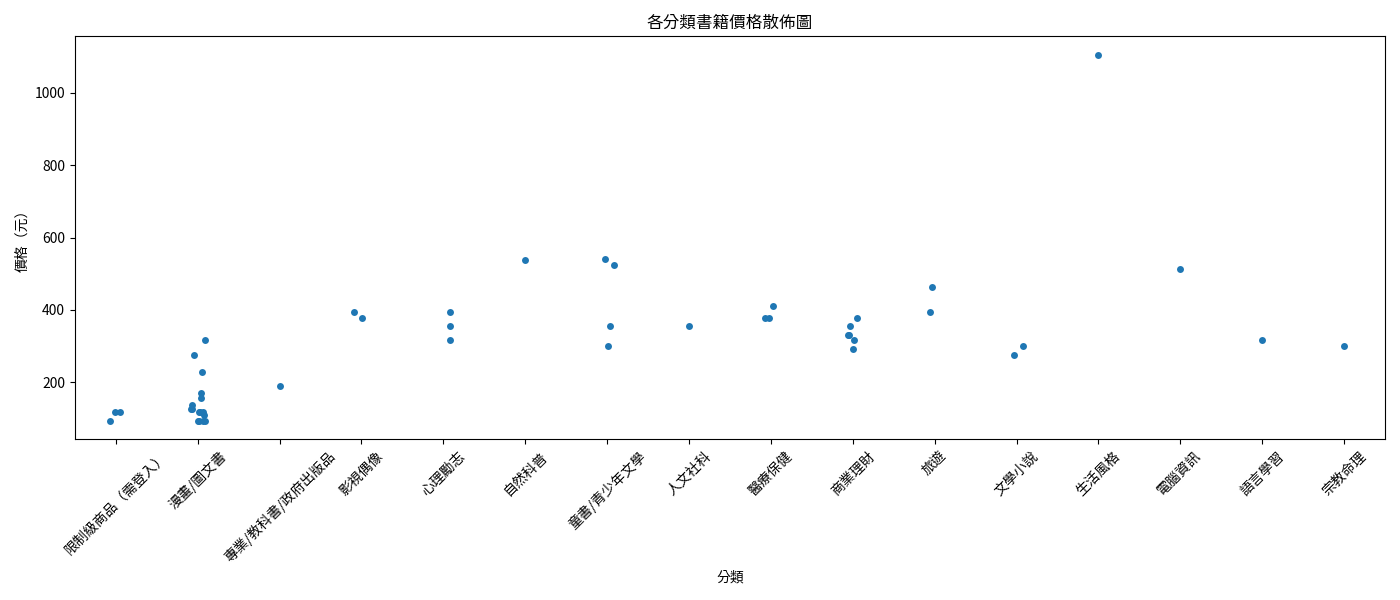 各分類書籍價格散佈圖
價格（元）
1000
800
600
400
200
限制級商品（需登入）
漫畫/圖文書
專業/教科書/政府出版品
影視偶像
心理勵志
自然科普
童書/青少年文學
人文社科
醫療保健
商業理財
旅遊
文學小說
生活風格
電腦資訊
語言學習
宗教命理
分類